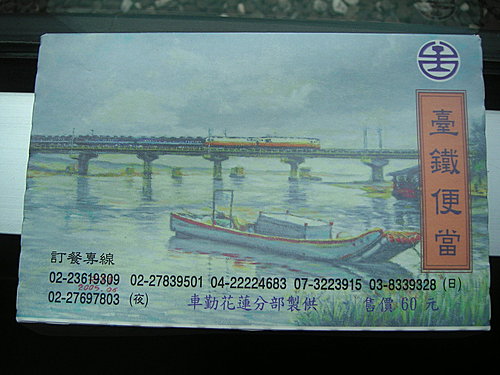 臺鐵便當
訂餐專線
02-23619309 02-27839501 04-22224683 07-3223915 03-8339328 (日)
02-27697803 (夜)
車勤花蓮分部製供 售價 60 元